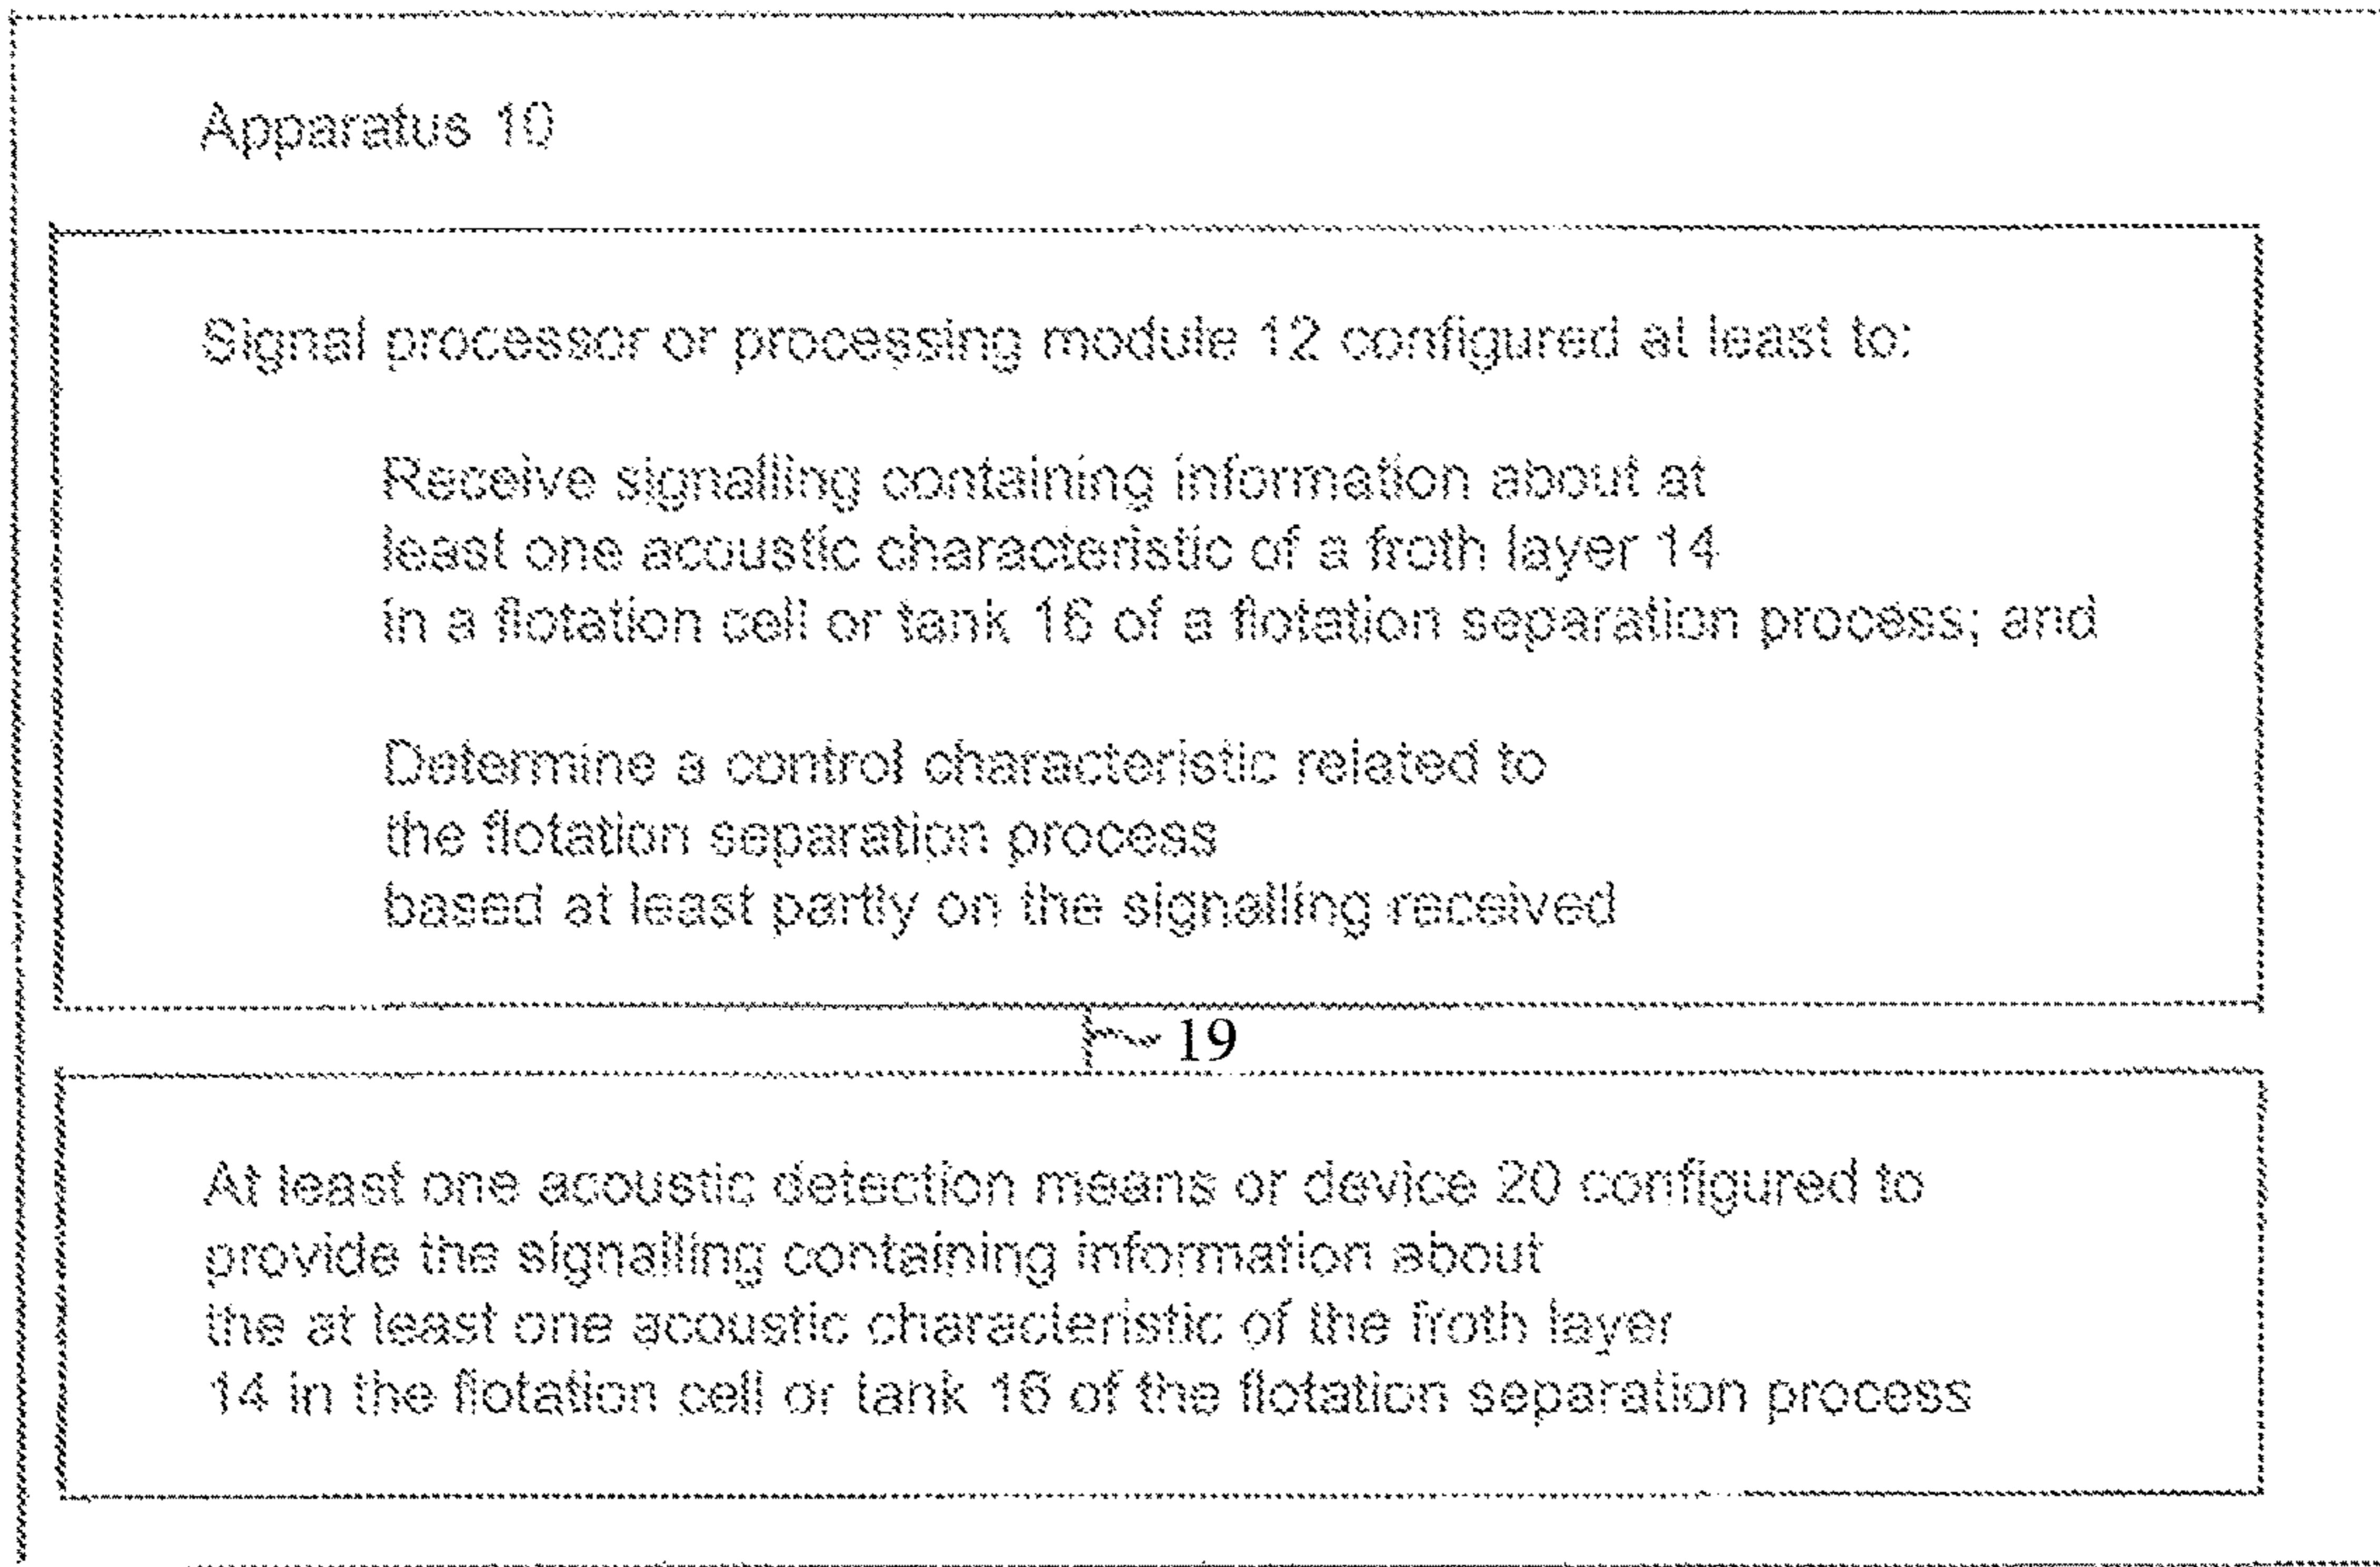 Apparatus 10
Signal processor or processing module 12 configured at least to:
Receive signalling containing information about at
least one acoustic characteristic of a froth layer 14
in a flotation cell or tank 16 of a flotation separation process; and
Determine a control characteristic related to
the flotation separation process
based at least partly on the signalling received
19
At least one acoustic detection means or device 20 configured to
provide the signalling containing information about
the at least one acoustic characteristic of the froth layer
14 in the flotation cell or tank 16 of the flotation separation process